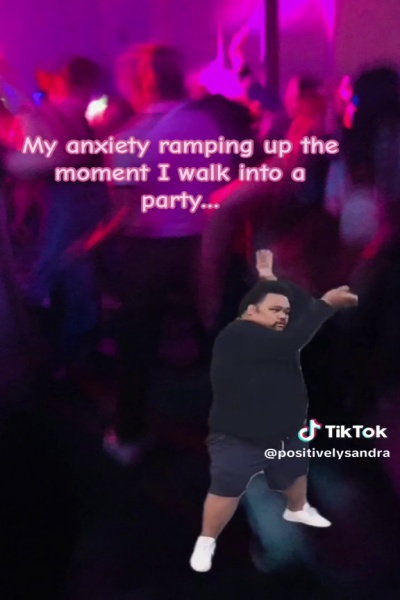 My anxiety ramping up the
moment I walk into a
party...
TikTok
@positivelysandra